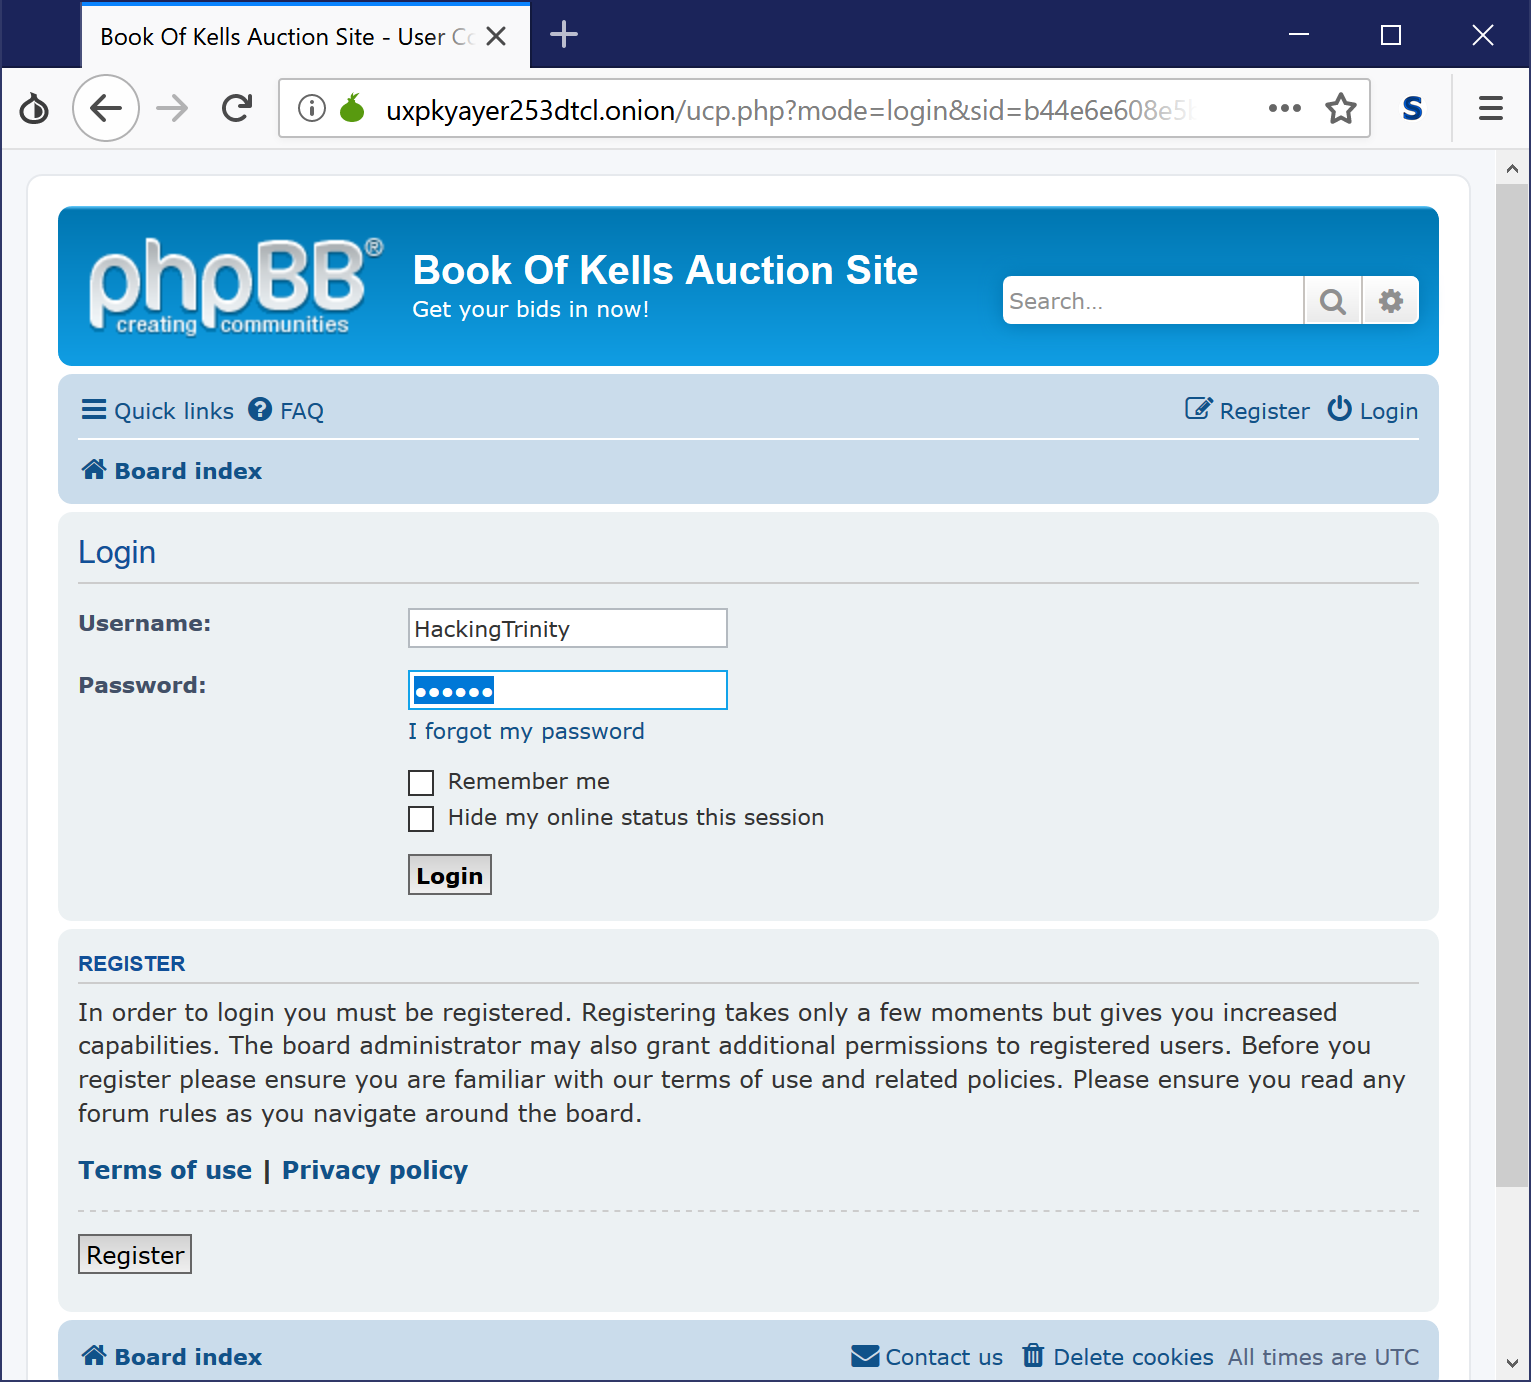 Book Of Kells Auction Site - User
uxpkyayer253dtcl.onion/ucp.php?mode=login&sid=b44e6e608e5
S
phpBB®
creating communities
Book Of Kells Auction Site
Get your bids in now!
Search…
Quick links FAQ
Register Login
Board index
Login
Username: HackingTrinity
Password: ●●●●●●
I forgot my password
Remember me
Hide my online status this session
Login
REGISTER
In order to login you must be registered. Registering takes only a few moments but gives you increased
capabilities. The board administrator may also grant additional permissions to registered users. Before you
register please ensure you are familiar with our terms of use and related policies. Please ensure you read any
forum rules as you navigate around the board.
Terms of use | Privacy policy
Register
Board index
Contact us Delete cookies All times are UTC